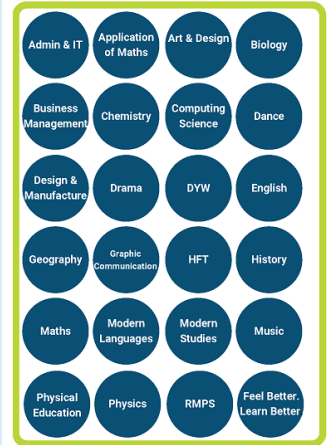 Admin & IT
Application
of Maths
Art & Design
Biology
Business
Management
Chemistry
Computing
Science
Dance
Design &
Manufacture
Drama
DYW
English
Geography
Graphic
Communication
HFT
History
Maths
Modern
Languages
Modern
Studies
Music
Physical
Education
Physics
RMPS
Feel Better.
Learn Better